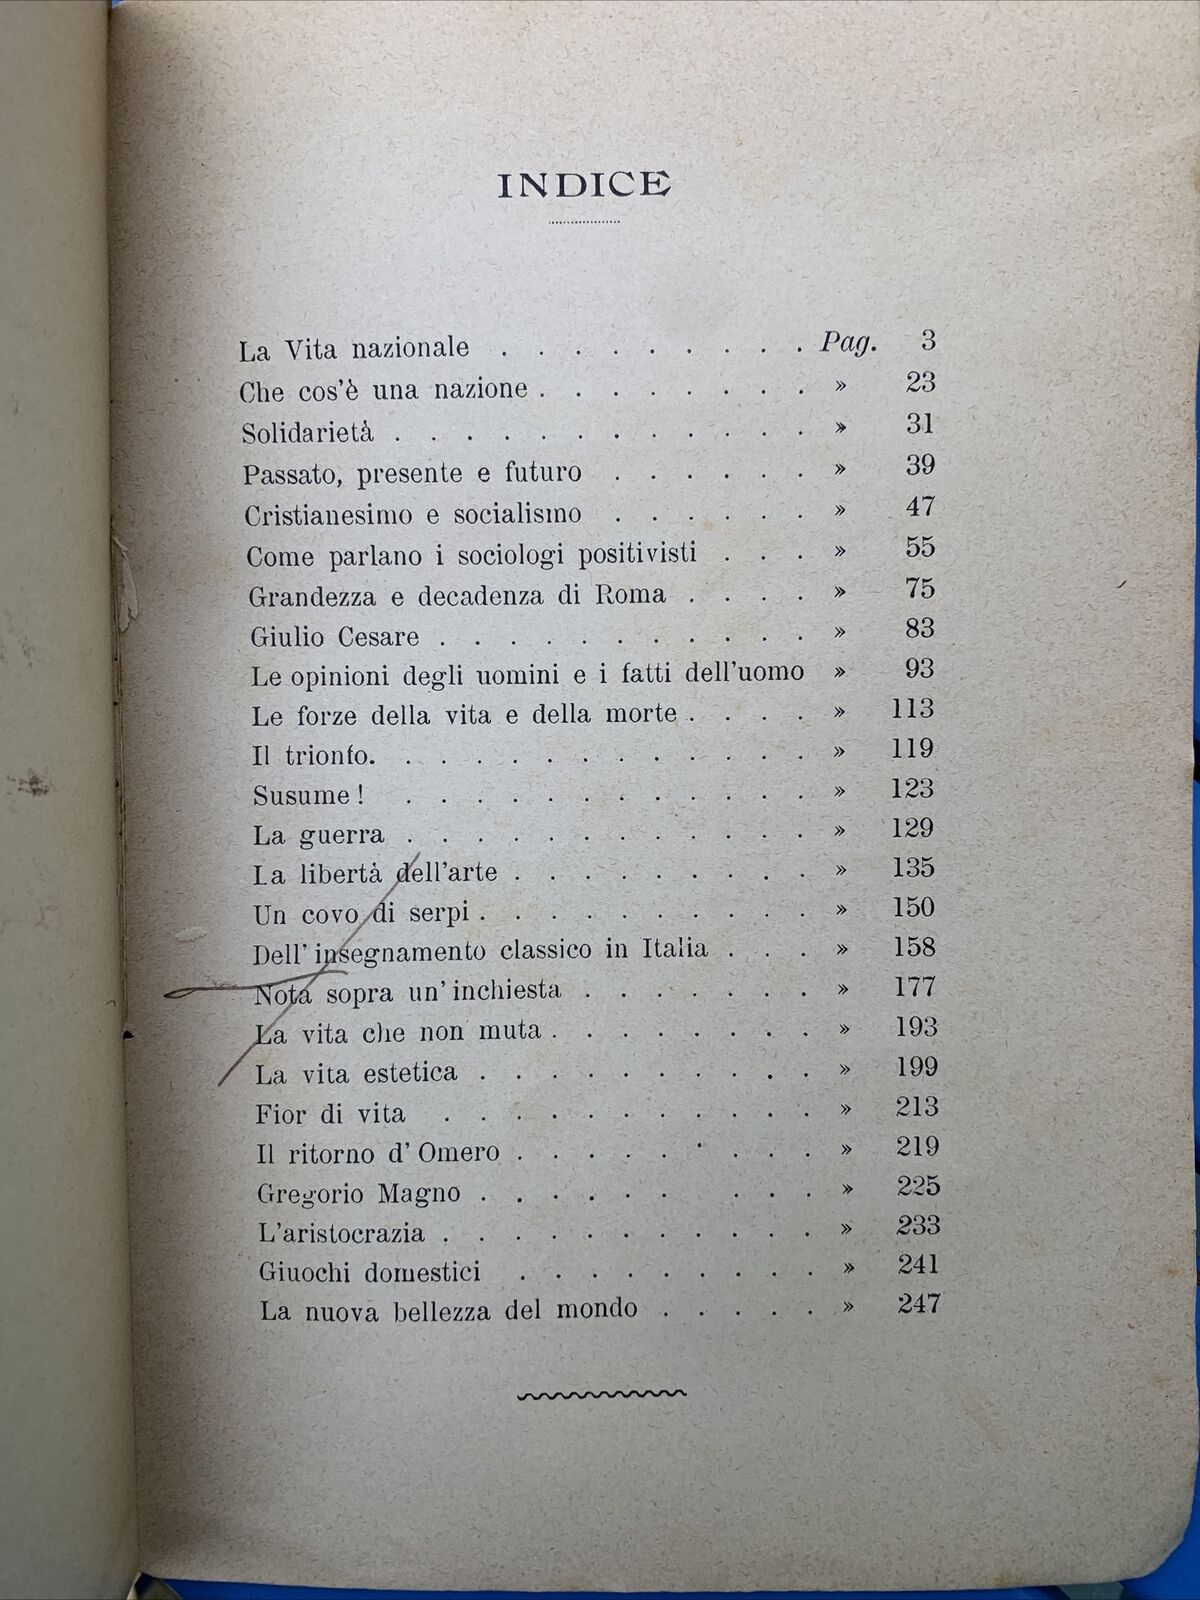 INDICE
La Vita nazionale . . . . . . . . . Pag. 3
Che cos'è una nazione . . . . . . . . » 23
Solidarietà . . . . . . . . . . . . » 31
Passato, presente e futuro . . . . . . » 39
Cristianesimo e socialismo . . . . . . » 47
Come parlano i sociologi positivisti . . . » 55
Grandezza e decadenza di Roma . . . . » 75
Giulio Cesare . . . . . . . . . . . » 83
Le opinioni degli uomini e i fatti dell'uomo » 93
Le forze della vita e della morte . . . . » 113
Il trionfo. . . . . . . . . . . . . » 119
Susume ! . . . . . . . . . . . . » 123
La guerra . . . . . . . . . . . . » 129
La libertà dell'arte . . . . . . . . . » 135
Un covo di serpi . . . . . . . . . . » 150
Dell' insegnamento classico in Italia . . . » 158
Nota sopra un' inchiesta . . . . . . . » 177
La vita che non muta . . . . . . . . » 193
La vita estetica . . . . . . . . . . » 199
Fior di vita . . . . . . . . . . . » 213
Il ritorno d' Omero . . . . . . . . . » 219
Gregorio Magno . . . . . . . . . » 225
L'aristocrazia . . . . . . . . . . . » 233
Giuochi domestici . . . . . . . . . » 241
La nuova bellezza del mondo . . . . . » 247